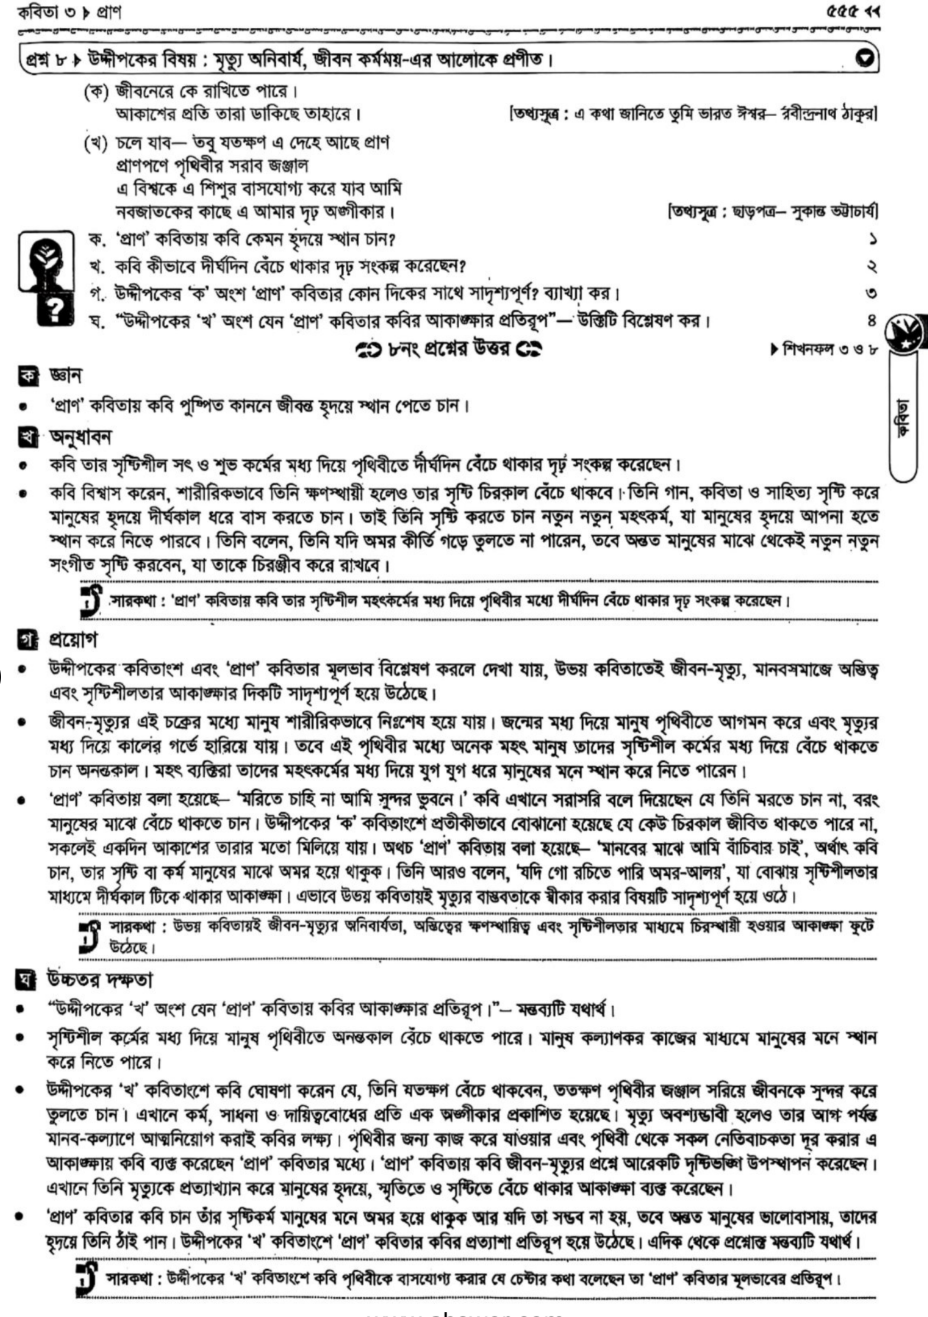 কবিতা ৩ ▶ প্রাণ
৫৫৫
প্রশ্ন ৮ ▶ উদ্দীপকের বিষয় : মৃত্যু অনিবার্য, জীবন কর্মময়-এর আলোকে প্রণীত।
(ক) জীবনেরে কে রাখিতে পারে।
আকাশের প্রতি তারা ডাকিছে তাহারে। [তথ্যসূত্র : এ কথা জানিতে তুমি ভারত ঈশ্বর— রবীন্দ্রনাথ ঠাকুর]
(খ) চলে যাব— তবু যতক্ষণ এ দেহে আছে প্রাণ
প্রাণপণে পৃথিবীর সরাব জঞ্জাল
এ বিশ্বকে এ শিশুর বাসযোগ্য করে যাব আমি
নবজাতকের কাছে এ আমার দৃঢ় অঙ্গীকার। [তথ্যসূত্র : ছাড়পত্র— সুকান্ত ভট্টাচার্য]
ক. ‘প্রাণ’ কবিতায় কবি কেমন হৃদয়ে স্থান চান? ১
খ. কবি কীভাবে দীর্ঘদিন বেঁচে থাকার দৃঢ় সংকল্প করেছেন? ২
গ. উদ্দীপকের ‘ক’ অংশ ‘প্রাণ’ কবিতার কোন দিকের সাথে সাদৃশ্যপূর্ণ? ব্যাখ্যা কর। ৩
ঘ. “উদ্দীপকের ‘খ’ অংশ যেন ‘প্রাণ’ কবিতার কবির আকাঙ্ক্ষার প্রতিরূপ”— উক্তিটি বিশ্লেষণ কর। ৪
৮নং প্রশ্নের উত্তর
▶ শিখনফল ৩ ও ৮
কবিতা
ক জ্ঞান
• ‘প্রাণ’ কবিতায় কবি পুষ্পিত কাননে জীবন্ত হৃদয়ে স্থান পেতে চান।
খ অনুধাবন
• কবি তার সৃষ্টিশীল সৎ ও শুভ কর্মের মধ্য দিয়ে পৃথিবীতে দীর্ঘদিন বেঁচে থাকার দৃঢ় সংকল্প করেছেন।
• কবি বিশ্বাস করেন, শারীরিকভাবে তিনি ক্ষণস্থায়ী হলেও তার সৃষ্টি চিরকাল বেঁচে থাকবে। তিনি গান, কবিতা ও সাহিত্য সৃষ্টি করে
মানুষের হৃদয়ে দীর্ঘকাল ধরে বাস করতে চান। তাই তিনি সৃষ্টি করতে চান নতুন নতুন মহৎকর্ম, যা মানুষের হৃদয়ে আপনা হতে
স্থান করে নিতে পারবে। তিনি বলেন, তিনি যদি অমর কীর্তি গড়ে তুলতে না পারেন, তবে অন্তত মানুষের মাঝে থেকেই নতুন নতুন
সংগীত সৃষ্টি করবেন, যা তাকে চিরঞ্জীব করে রাখবে।
সারকথা : ‘প্রাণ’ কবিতায় কবি তার সৃষ্টিশীল মহৎকর্মের মধ্য দিয়ে পৃথিবীর মধ্যে দীর্ঘদিন বেঁচে থাকার দৃঢ় সংকল্প করেছেন।
গ প্রয়োগ
• উদ্দীপকের কবিতাংশ এবং ‘প্রাণ’ কবিতার মূলভাব বিশ্লেষণ করলে দেখা যায়, উভয় কবিতাতেই জীবন-মৃত্যু, মানবসমাজে অস্তিত্ব
এবং সৃষ্টিশীলতার আকাঙ্ক্ষার দিকটি সাদৃশ্যপূর্ণ হয়ে উঠেছে।
• জীবন-মৃত্যুর এই চক্রের মধ্যে মানুষ শারীরিকভাবে নিঃশেষ হয়ে যায়। জন্মের মধ্য দিয়ে মানুষ পৃথিবীতে আগমন করে এবং মৃত্যুর
মধ্য দিয়ে কালের গর্ভে হারিয়ে যায়। তবে এই পৃথিবীর মধ্যে অনেক মহৎ মানুষ তাদের সৃষ্টিশীল কর্মের মধ্য দিয়ে বেঁচে থাকতে
চান অনন্তকাল। মহৎ ব্যক্তিরা তাদের মহৎকর্মের মধ্য দিয়ে যুগ যুগ ধরে মানুষের মনে স্থান করে নিতে পারেন।
• ‘প্রাণ’ কবিতায় বলা হয়েছে— ‘মরিতে চাহি না আমি সুন্দর ভুবনে।’ কবি এখানে সরাসরি বলে দিয়েছেন যে তিনি মরতে চান না, বরং
মানুষের মাঝে বেঁচে থাকতে চান। উদ্দীপকের ‘ক’ কবিতাংশে প্রতীকীভাবে বোঝানো হয়েছে যে কেউ চিরকাল জীবিত থাকতে পারে না,
সকলেই একদিন আকাশের তারার মতো মিলিয়ে যায়। অথচ ‘প্রাণ’ কবিতায় বলা হয়েছে— ‘মানবের মাঝে আমি বাঁচিবার চাই’, অর্থাৎ কবি
চান, তার সৃষ্টি বা কর্ম মানুষের মাঝে অমর হয়ে থাকুক। তিনি আরও বলেন, ‘যদি গো রচিতে পারি অমর-আলয়’, যা বোঝায় সৃষ্টিশীলতার
মাধ্যমে দীর্ঘকাল টিকে থাকার আকাঙ্ক্ষা। এভাবে উভয় কবিতায়ই মৃত্যুর বাস্তবতাকে স্বীকার করার বিষয়টি সাদৃশ্যপূর্ণ হয়ে ওঠে।
সারকথা : উভয় কবিতায়ই জীবন-মৃত্যুর অনিবার্যতা, অস্তিত্বের ক্ষণস্থায়িত্ব এবং সৃষ্টিশীলতার মাধ্যমে চিরস্থায়ী হওয়ার আকাঙ্ক্ষা ফুটে
উঠেছে।
ঘ উচ্চতর দক্ষতা
• “উদ্দীপকের ‘খ’ অংশ যেন ‘প্রাণ’ কবিতায় কবির আকাঙ্ক্ষার প্রতিরূপ।”— মন্তব্যটি যথার্থ।
• সৃষ্টিশীল কর্মের মধ্য দিয়ে মানুষ পৃথিবীতে অনন্তকাল বেঁচে থাকতে পারে। মানুষ কল্যাণকর কাজের মাধ্যমে মানুষের মনে স্থান
করে নিতে পারে।
• উদ্দীপকের ‘খ’ কবিতাংশে কবি ঘোষণা করেন যে, তিনি যতক্ষণ বেঁচে থাকবেন, ততক্ষণ পৃথিবীর জঞ্জাল সরিয়ে জীবনকে সুন্দর করে
তুলতে চান। এখানে কর্ম, সাধনা ও দায়িত্ববোধের প্রতি এক অঙ্গীকার প্রকাশিত হয়েছে। মৃত্যু অবশ্যম্ভাবী হলেও তার আগ পর্যন্ত
মানব-কল্যাণে আত্মনিয়োগ করাই কবির লক্ষ্য। পৃথিবীর জন্য কাজ করে যাওয়ার এবং পৃথিবী থেকে সকল নেতিবাচকতা দূর করার এ
আকাঙ্ক্ষায় কবি ব্যক্ত করেছেন ‘প্রাণ’ কবিতার মধ্যে। ‘প্রাণ’ কবিতায় কবি জীবন-মৃত্যুর প্রশ্নে আরেকটি দৃষ্টিভঙ্গি উপস্থাপন করেছেন।
এখানে তিনি মৃত্যুকে প্রত্যাখ্যান করে মানুষের হৃদয়ে, স্মৃতিতে ও সৃষ্টিতে বেঁচে থাকার আকাঙ্ক্ষা ব্যক্ত করেছেন।
• ‘প্রাণ’ কবিতার কবি চান তাঁর সৃষ্টিকর্ম মানুষের মনে অমর হয়ে থাকুক আর যদি তা সম্ভব না হয়, তবে অন্তত মানুষের ভালোবাসায়, তাদের
হৃদয়ে তিনি ঠাঁই পান। উদ্দীপকের ‘খ’ কবিতাংশে ‘প্রাণ’ কবিতার কবির প্রত্যাশা প্রতিরূপ হয়ে উঠেছে। এদিক থেকে প্রশ্নোক্ত মন্তব্যটি যথার্থ।
সারকথা : উদ্দীপকের ‘খ’ কবিতাংশে কবি পৃথিবীকে বাসযোগ্য করার যে চেষ্টার কথা বলেছেন তা ‘প্রাণ’ কবিতার মূলভাবের প্রতিরূপ।